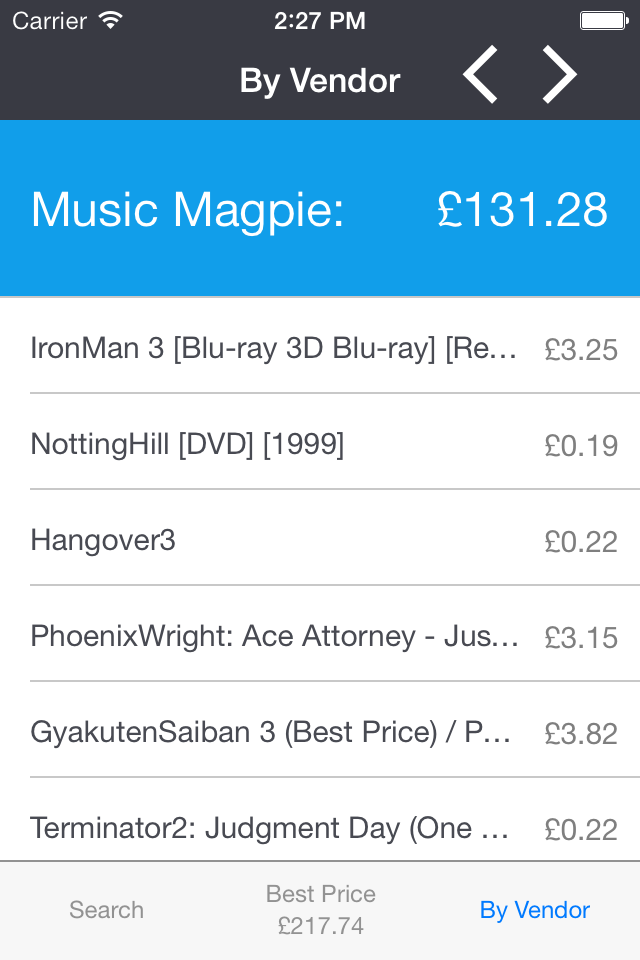 Carrier 2:27 PM
By Vendor
Music Magpie: £131.28
IronMan 3 [Blu-ray 3D Blu-ray] [Re… £3.25
NottingHill [DVD] [1999] £0.19
Hangover3 £0.22
PhoenixWright: Ace Attorney - Jus… £3.15
GyakutenSaiban 3 (Best Price) / P… £3.82
Terminator2: Judgment Day (One … £0.22
Search
Best Price
£217.74
By Vendor